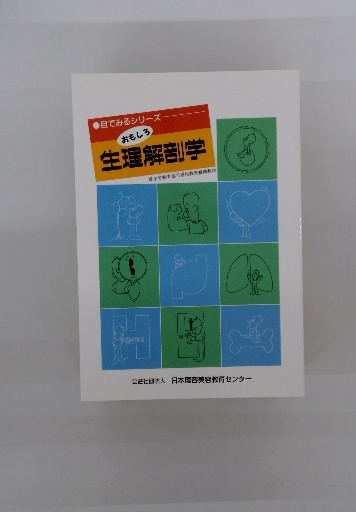 ●目でみるシリーズ
おもしろ
生理解剖学
公益社団法人 日本理容美容教育センター